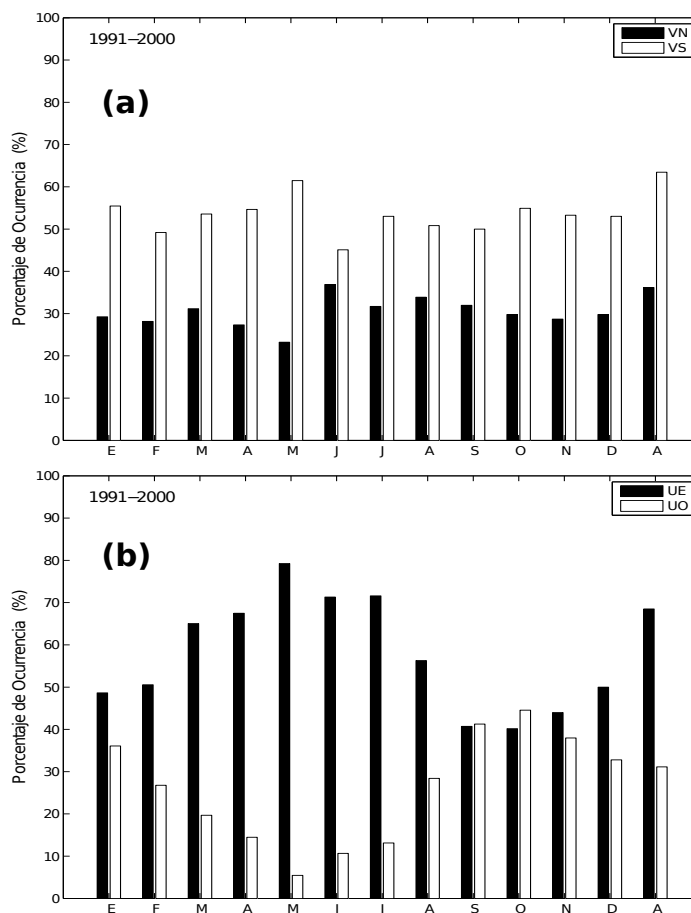 100
90
80
70
60
50
40
30
20
10
0
Porcentaje de Ocurrencia (%)
1991–2000
(a)
VN
VS
E F M A M J J A S O N D A
100
90
80
70
60
50
40
30
20
10
0
Porcentaje de Ocurrencia (%)
1991–2000
(b)
UE
UO
E F M A M J J A S O N D A